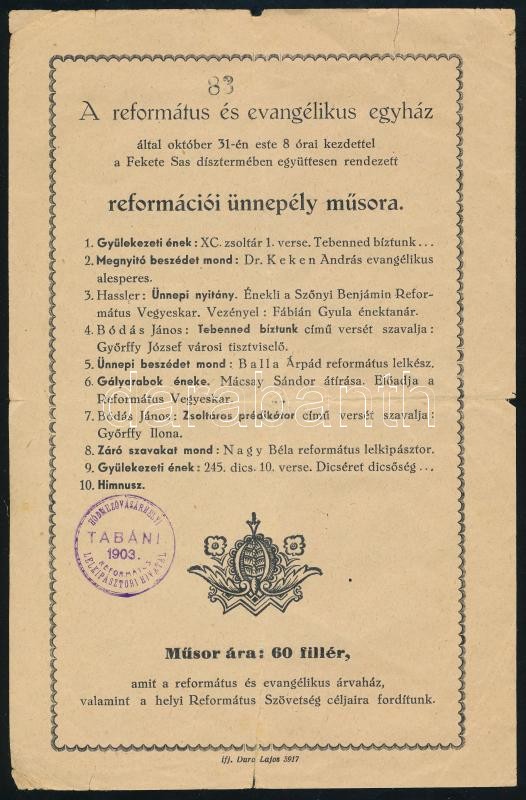 83
A református és evangélikus egyház
által október 31-én este 8 órai kezdettel
a Fekete Sas dísztermében együttesen rendezett
reformációi ünnepély műsora.
1. Gyülekezeti ének: XC. zsoltár 1. verse. Tebenned bíztunk...
2. Megnyitó beszédet mond: Dr. Keken András evangélikus
alesperes.
3. Hassler: Ünnepi nyitány. Énekli a Szőnyi Benjámin Refor-
mátus Vegyeskar. Vezényel: Fábián Gyula énektanár.
4. Bódás János: Tebenned bíztunk című versét szavalja:
Győrffy József városi tisztviselő.
5. Ünnepi beszédet mond: Balla Árpád református lelkész.
6. Gályarabok éneke. Mácsay Sándor átírása. Előadja a
Református Vegyeskar.
7. Bódás János: Zsoltáros prédikátor című versét szavalja:
Győrffy Ilona.
8. Záró szavakat mond: Nagy Béla református lelkipásztor.
9. Gyülekezeti ének: 245. dics. 10. verse. Dicséret dicsőség...
10. Himnusz.
darabanth
HÓDMEZŐVÁSÁRHELYI
TABÁNI
1903.
REFORMÁTUS
LELKIPÁSZTORI HIVATAL
Műsor ára: 60 fillér,
amit a református és evangélikus árvaház,
valamint a helyi Református Szövetség céljaira fordítunk.
ifj. Dura Lajos 5917